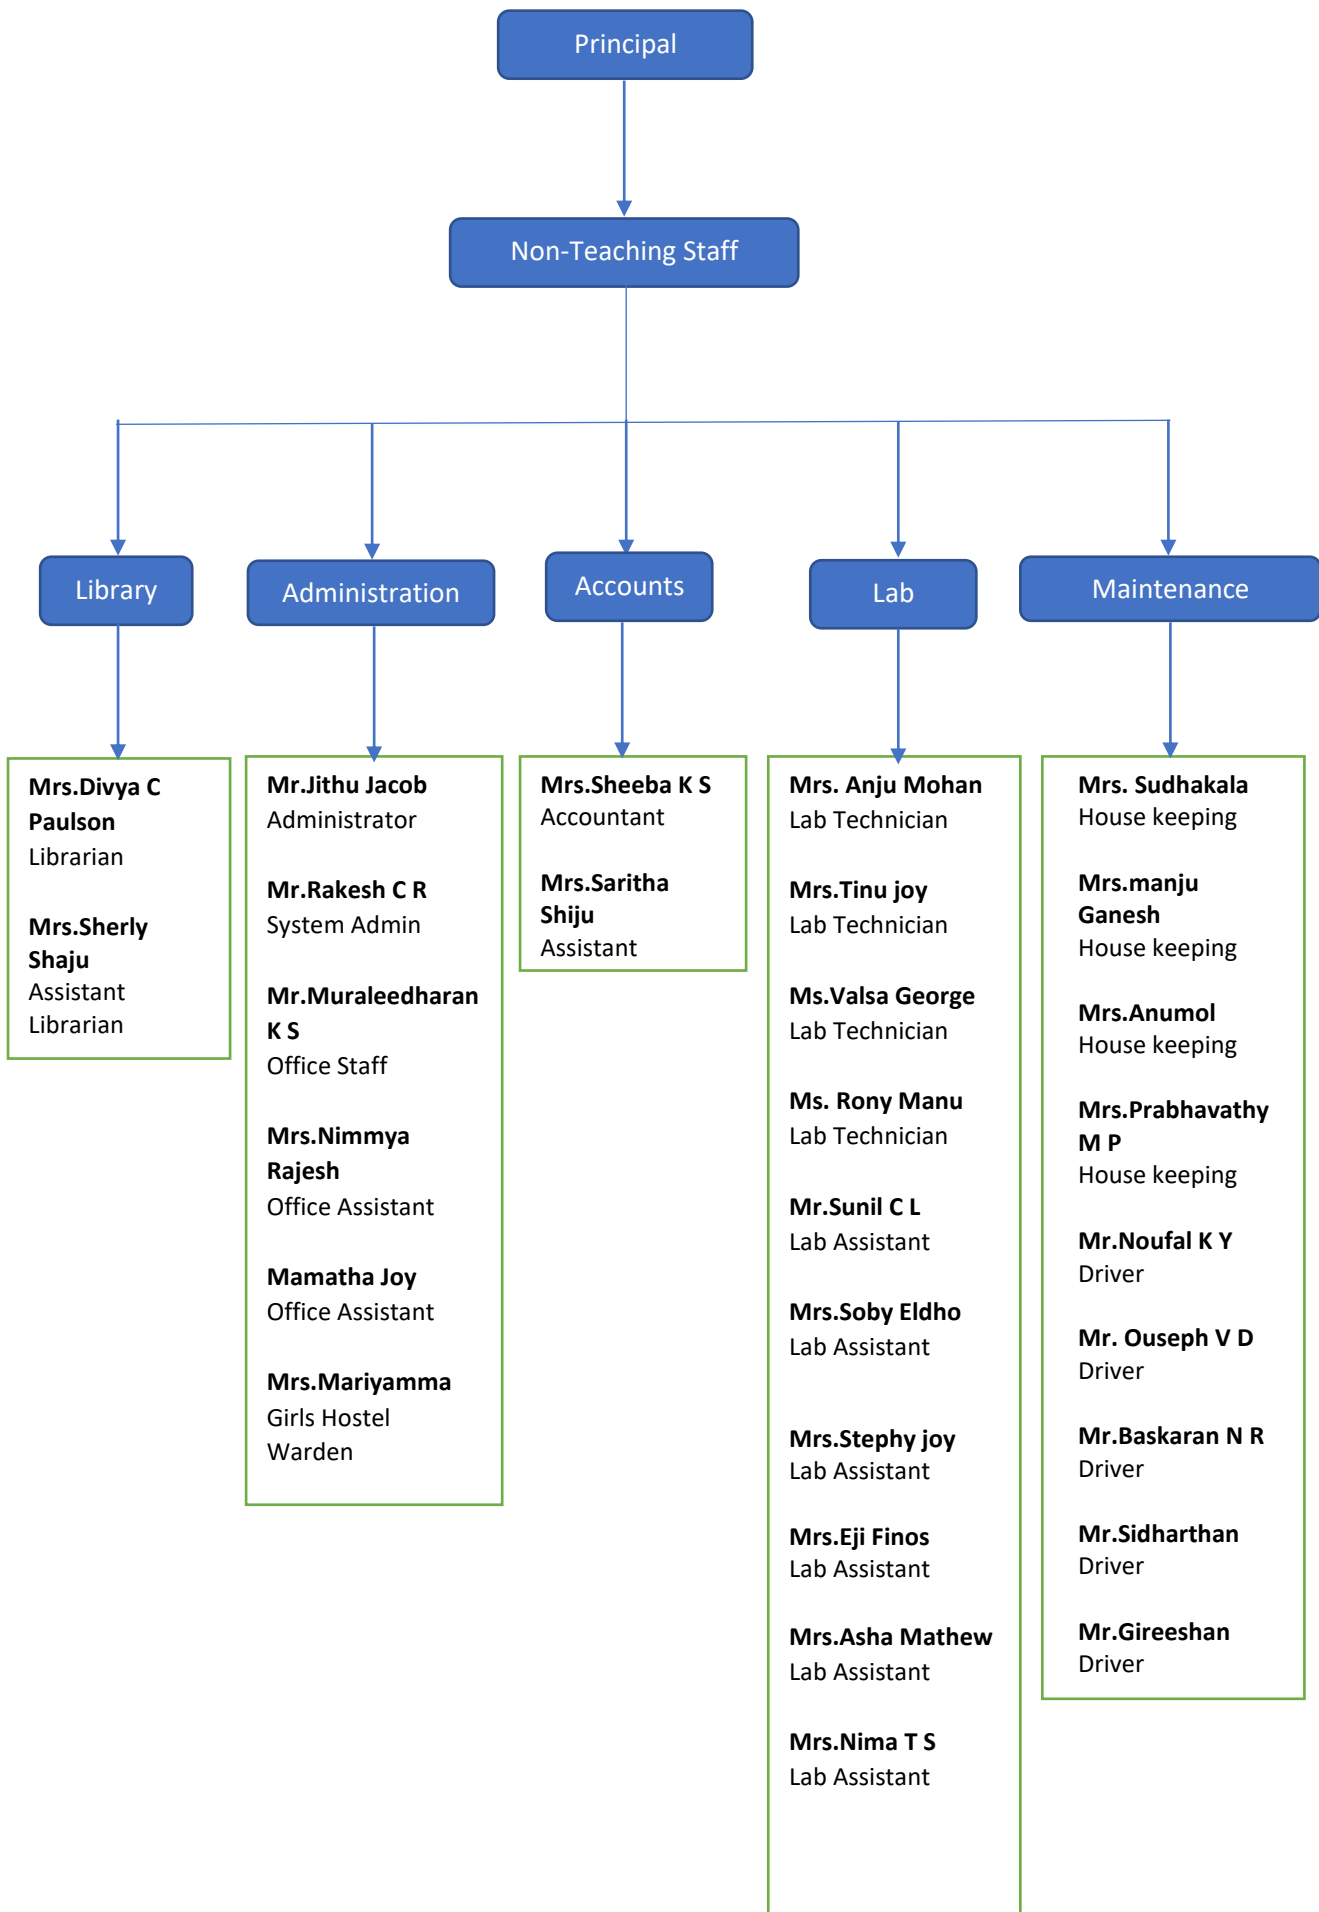 Principal
Non-Teaching Staff
Library
Administration
Accounts
Lab
Maintenance
Mrs.Divya C
Paulson
Librarian
Mrs.Sherly
Shaju
Assistant
Librarian
Mr.Jithu Jacob
Administrator
Mr.Rakesh C R
System Admin
Mr.Muraleedharan
K S
Office Staff
Mrs.Nimmya
Rajesh
Office Assistant
Mamatha Joy
Office Assistant
Mrs.Mariyamma
Girls Hostel
Warden
Mrs.Sheeba K S
Accountant
Mrs.Saritha
Shiju
Assistant
Mrs. Anju Mohan
Lab Technician
Mrs.Tinu joy
Lab Technician
Ms.Valsa George
Lab Technician
Ms. Rony Manu
Lab Technician
Mr.Sunil C L
Lab Assistant
Mrs.Soby Eldho
Lab Assistant
Mrs.Stephy joy
Lab Assistant
Mrs.Eji Finos
Lab Assistant
Mrs.Asha Mathew
Lab Assistant
Mrs.Nima T S
Lab Assistant
Mrs. Sudhakala
House keeping
Mrs.manju
Ganesh
House keeping
Mrs.Anumol
House keeping
Mrs.Prabhavathy
M P
House keeping
Mr.Noufal K Y
Driver
Mr. Ouseph V D
Driver
Mr.Baskaran N R
Driver
Mr.Sidharthan
Driver
Mr.Gireeshan
Driver